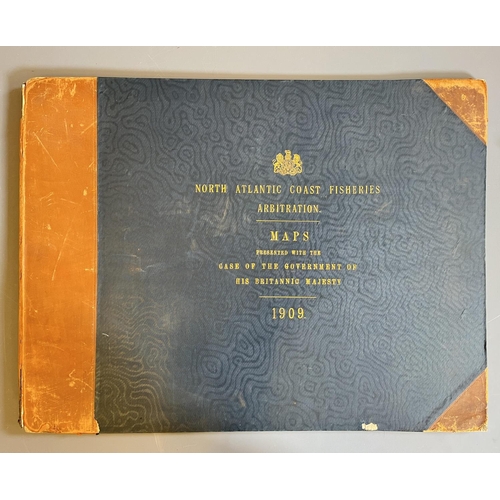 NORTH ATLANTIC COAST FISHERIES
ARBITRATION.
MAPS
PRESENTED WITH THE
CASE OF THE GOVERNMENT OF
HIS BRITANNIC MAJESTY
1909.